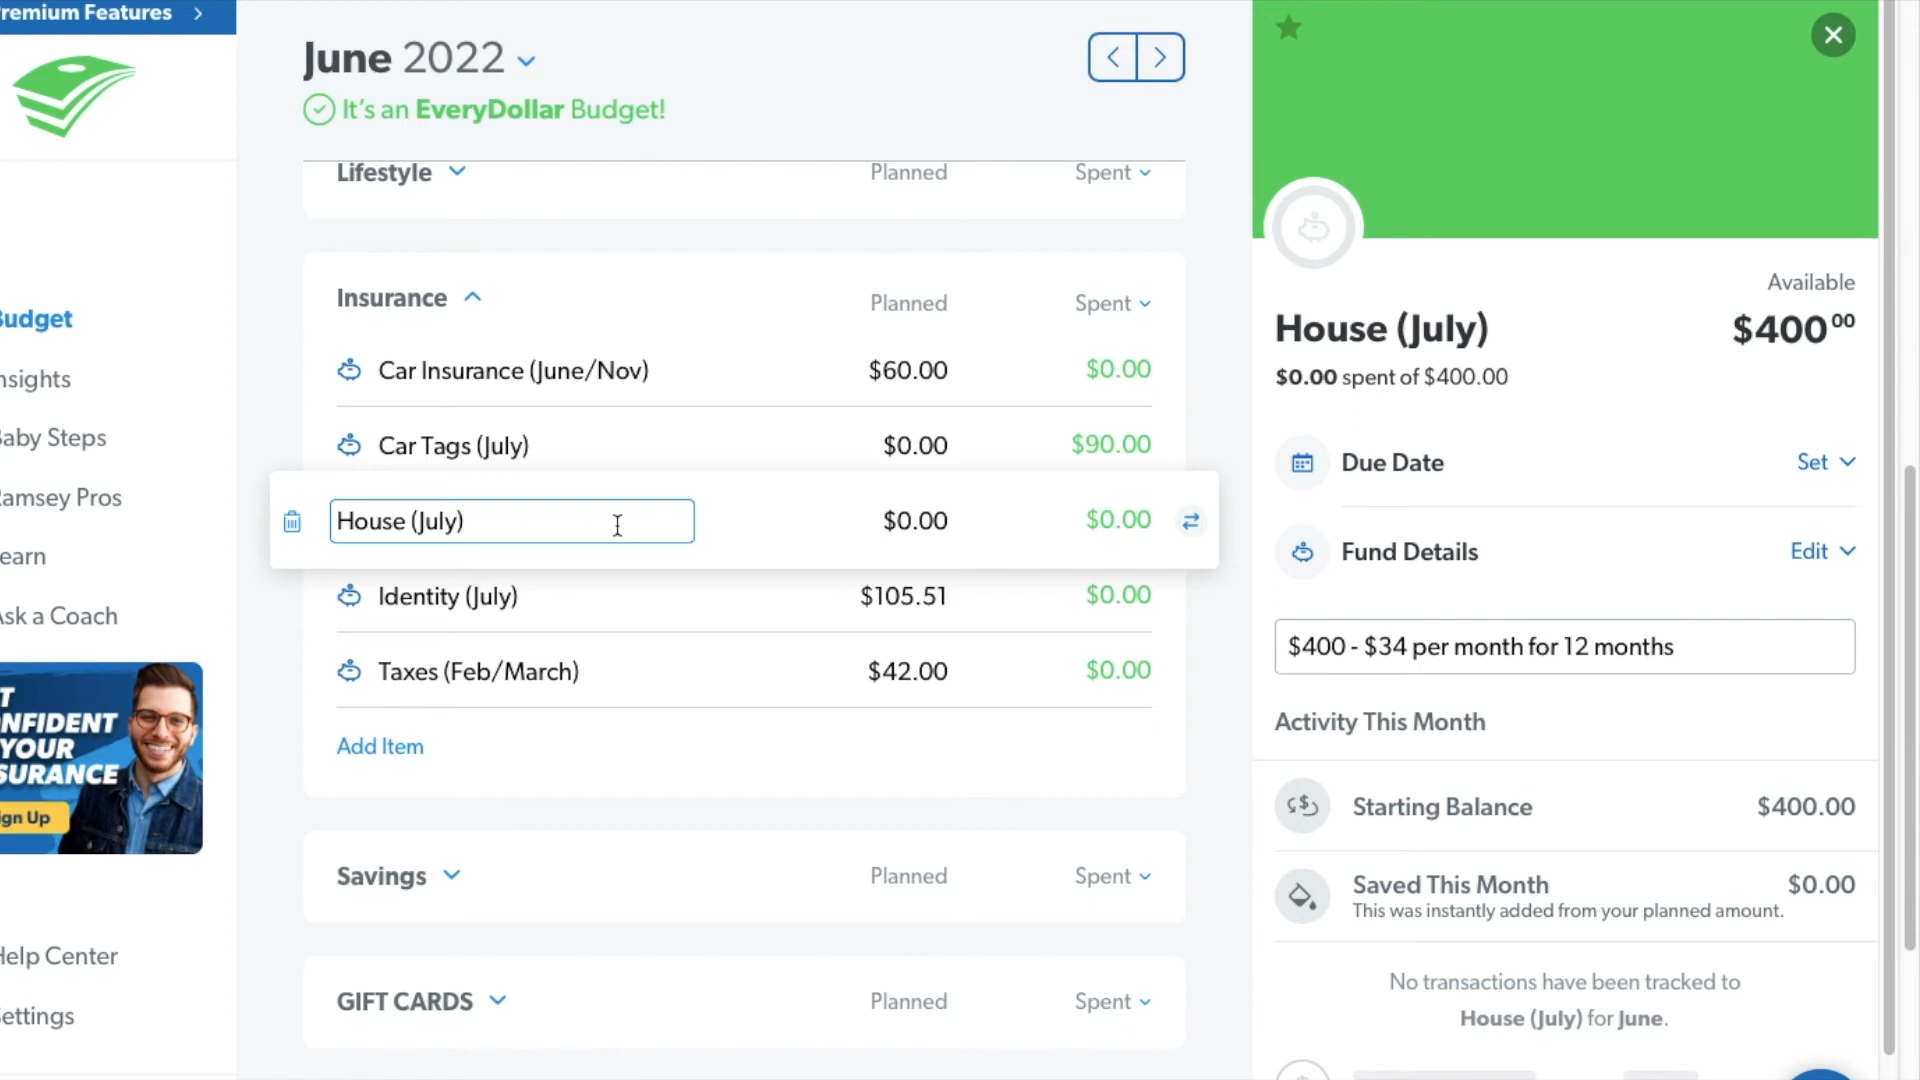 remium Features
Budget
nsights
Baby Steps
Ramsey Pros
earn
Ask a Coach
NFIDENT
YOUR
SURANCE
ign Up
Help Center
ettings
June 2022
It's an EveryDollar Budget!
Lifestyle Planned Spent
Insurance Planned Spent
Car Insurance (June/Nov) $60.00 $0.00
Car Tags (July) $0.00 $90.00
House (July) $0.00 $0.00
Identity (July) $105.51 $0.00
Taxes (Feb/March) $42.00 $0.00
Add Item
Savings Planned Spent
GIFT CARDS Planned Spent
Available
House (July) $400 00
$0.00 spent of $400.00
Due Date Set
Fund Details Edit
$400 - $34 per month for 12 months
Activity This Month
Starting Balance $400.00
Saved This Month $0.00
This was instantly added from your planned amount.
No transactions have been tracked to
House (July) for June.